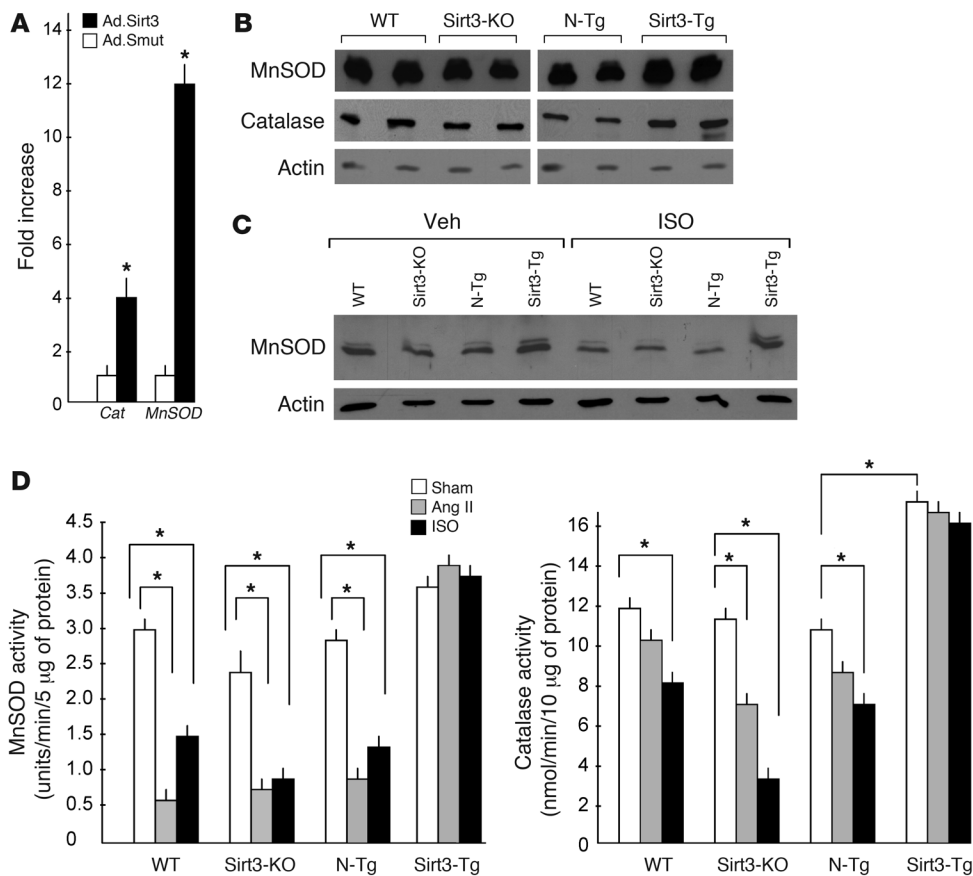 A
Ad.Sirt3
Ad.Smut
Fold increase
14
12
10
8
6
4
2
0
*
*
Cat MnSOD
B
WT Sirt3-KO N-Tg Sirt3-Tg
MnSOD
Catalase
Actin
C
Veh ISO
WT Sirt3-KO N-Tg Sirt3-Tg WT Sirt3-KO N-Tg Sirt3-Tg
MnSOD
Actin
D
Sham
Ang II
ISO
MnSOD activity
(units/min/5 µg of protein)
4.5
4.0
3.5
3.0
2.5
2.0
1.5
1.0
0.5
0
* * *
* * *
WT Sirt3-KO N-Tg Sirt3-Tg
Catalase activity
(nmol/min/10 µg of protein)
16
14
12
10
8
6
4
2
0
*
* *
* *
*
WT Sirt3-KO N-Tg Sirt3-Tg